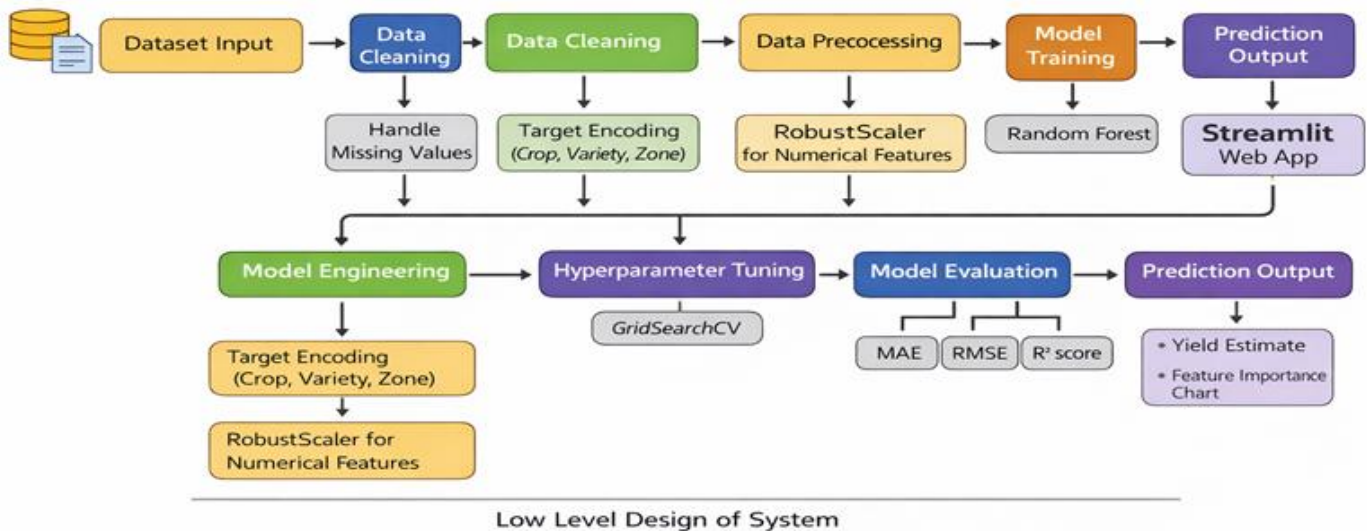 Dataset Input
Data
Cleaning
Data Cleaning
Data Precocessing
Model
Training
Prediction
Output
Handle
Missing Values
Target Encoding
(Crop, Variety, Zone)
RobustScaler
for Numerical Features
Random Forest
Streamlit
Web App
Model Engineering
Hyperparameter Tuning
Model Evaluation
Prediction Output
GridSearchCV
MAE
RMSE
R² score
• Yield Estimate
• Feature Importance
Chart
Target Encoding
(Crop, Variety, Zone)
RobustScaler for
Numerical Features
Low Level Design of System